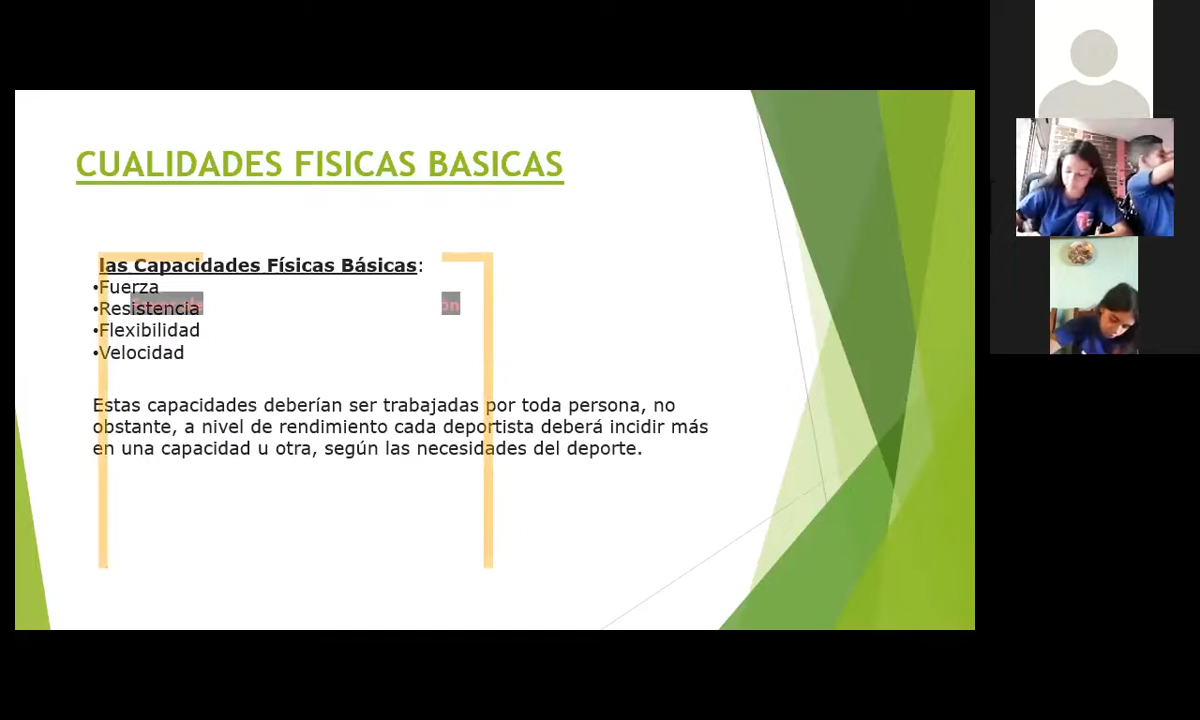 CUALIDADES FISICAS BASICAS
las Capacidades Físicas Básicas:
•Fuerza
•Resistencia
•Flexibilidad
•Velocidad
Estas capacidades deberían ser trabajadas por toda persona, no
obstante, a nivel de rendimiento cada deportista deberá incidir más
en una capacidad u otra, según las necesidades del deporte.